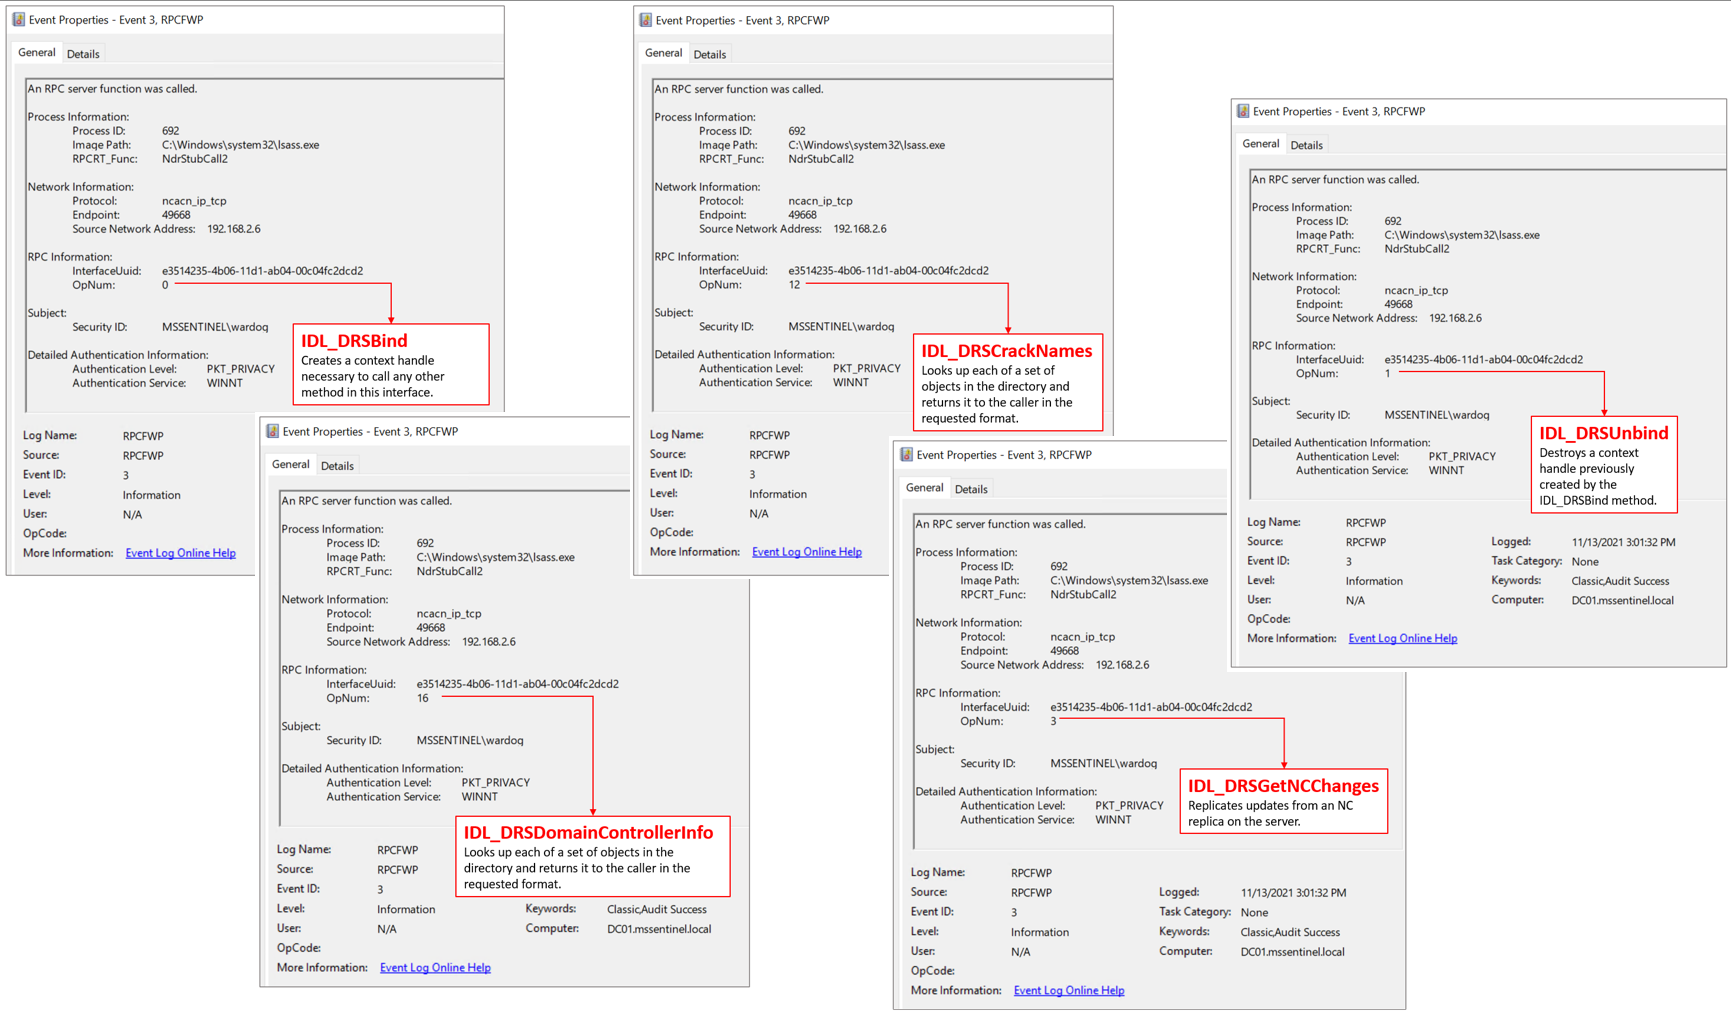 Event Properties - Event 3, RPCFWP
General Details
An RPC server function was called.
Process Information:
Process ID: 692
Image Path: C:\Windows\system32\lsass.exe
RPCRT_Func: NdrStubCall2
Network Information:
Protocol: ncacn_ip_tcp
Endpoint: 49668
Source Network Address: 192.168.2.6
RPC Information:
InterfaceUuid: e3514235-4b06-11d1-ab04-00c04fc2dcd2
OpNum: 0
Subject:
Security ID: MSSENTINEL\wardoq
Detailed Authentication Information:
Authentication Level: PKT_PRIVACY
Authentication Service: WINNT
IDL_DRSBind
Creates a context handle
necessary to call any other
method in this interface.
Log Name: RPCFWP
Source: RPCFWP
Event ID: 3
Level: Information
User: N/A
OpCode:
More Information: Event Log Online Help
Event Properties - Event 3, RPCFWP
General Details
An RPC server function was called.
Process Information:
Process ID: 692
Image Path: C:\Windows\system32\lsass.exe
RPCRT_Func: NdrStubCall2
Network Information:
Protocol: ncacn_ip_tcp
Endpoint: 49668
Source Network Address: 192.168.2.6
RPC Information:
InterfaceUuid: e3514235-4b06-11d1-ab04-00c04fc2dcd2
OpNum: 16
Subject:
Security ID: MSSENTINEL\wardoq
Detailed Authentication Information:
Authentication Level: PKT_PRIVACY
Authentication Service: WINNT
IDL_DRSDomainControllerInfo
Looks up each of a set of objects in the
directory and returns it to the caller in the
requested format.
Log Name: RPCFWP
Source: RPCFWP
Event ID: 3
Level: Information Keywords: Classic,Audit Success
User: N/A Computer: DC01.mssentinel.local
OpCode:
More Information: Event Log Online Help
Event Properties - Event 3, RPCFWP
General Details
An RPC server function was called.
Process Information:
Process ID: 692
Image Path: C:\Windows\system32\lsass.exe
RPCRT_Func: NdrStubCall2
Network Information:
Protocol: ncacn_ip_tcp
Endpoint: 49668
Source Network Address: 192.168.2.6
RPC Information:
InterfaceUuid: e3514235-4b06-11d1-ab04-00c04fc2dcd2
OpNum: 12
Subject:
Security ID: MSSENTINEL\wardoq
Detailed Authentication Information:
Authentication Level: PKT_PRIVACY
Authentication Service: WINNT
IDL_DRSCrackNames
Looks up each of a set of
objects in the directory and
returns it to the caller in the
requested format.
Log Name: RPCFWP
Source: RPCFWP
Event ID: 3
Level: Information
User: N/A
OpCode:
More Information: Event Log Online Help
Event Properties - Event 3, RPCFWP
General Details
An RPC server function was called.
Process Information:
Process ID: 692
Image Path: C:\Windows\system32\lsass.exe
RPCRT_Func: NdrStubCall2
Network Information:
Protocol: ncacn_ip_tcp
Endpoint: 49668
Source Network Address: 192.168.2.6
RPC Information:
InterfaceUuid: e3514235-4b06-11d1-ab04-00c04fc2dcd2
OpNum: 3
Subject:
Security ID: MSSENTINEL\wardoq
Detailed Authentication Information:
Authentication Level: PKT_PRIVACY
Authentication Service: WINNT
IDL_DRSGetNCChanges
Replicates updates from an NC
replica on the server.
Log Name: RPCFWP
Source: RPCFWP Logged: 11/13/2021 3:01:32 PM
Event ID: 3 Task Category: None
Level: Information Keywords: Classic,Audit Success
User: N/A Computer: DC01.mssentinel.local
OpCode:
More Information: Event Log Online Help
Event Properties - Event 3, RPCFWP
General Details
An RPC server function was called.
Process Information:
Process ID: 692
Image Path: C:\Windows\system32\lsass.exe
RPCRT_Func: NdrStubCall2
Network Information:
Protocol: ncacn_ip_tcp
Endpoint: 49668
Source Network Address: 192.168.2.6
RPC Information:
InterfaceUuid: e3514235-4b06-11d1-ab04-00c04fc2dcd2
OpNum: 1
Subject:
Security ID: MSSENTINEL\wardoq
Detailed Authentication Information:
Authentication Level: PKT_PRIVACY
Authentication Service: WINNT
IDL_DRSUnbind
Destroys a context
handle previously
created by the
IDL_DRSBind method.
Log Name: RPCFWP
Source: RPCFWP Logged: 11/13/2021 3:01:32 PM
Event ID: 3 Task Category: None
Level: Information Keywords: Classic,Audit Success
User: N/A Computer: DC01.mssentinel.local
OpCode:
More Information: Event Log Online Help